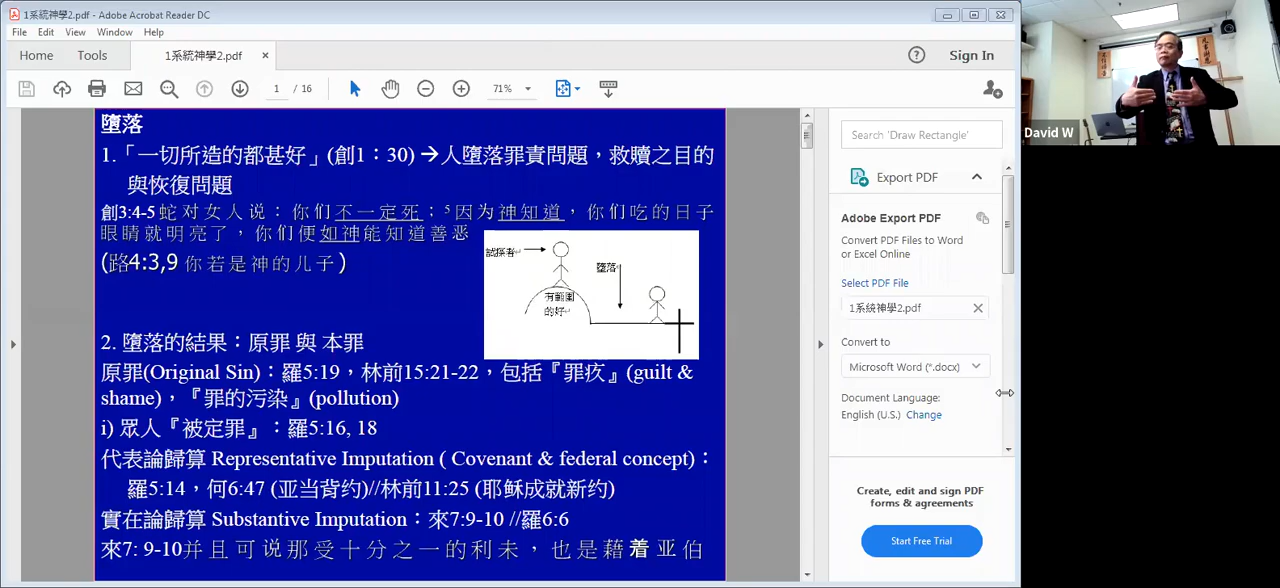 1系統神學2.pdf - Adobe Acrobat Reader DC
File Edit View Window Help
Home Tools 1系統神學2.pdf × Sign In
1 / 16 71%
墮落
1.「一切所造的都甚好」(創1：30) →人墮落罪責問題，救贖之目的
與恢復問題
創3:4-5 蛇对女人说：你们不一定死；⁵因为神知道，你们吃的日子
眼睛就明亮了，你们便如神能知道善恶
(路4:3,9 你若是神的儿子)
試探者
墮落
有範圍
的好
2. 墮落的結果：原罪 與 本罪
原罪(Original Sin)：羅5:19，林前15:21-22，包括『罪疚』(guilt &
shame)，『罪的污染』(pollution)
i) 眾人『被定罪』：羅5:16, 18
代表論歸算 Representative Imputation ( Covenant & federal concept)：
羅5:14，何6:47 (亚当背约)//林前11:25 (耶稣成就新约)
實在論歸算 Substantive Imputation：來7:9-10 //羅6:6
來7: 9-10并且可说那受十分之一的利未，也是藉着亚伯
Search 'Draw Rectangle'
Export PDF
Adobe Export PDF
Convert PDF Files to Word
or Excel Online
Select PDF File
1系統神學2.pdf ×
Convert to
Microsoft Word (*.docx)
Document Language:
English (U.S.) Change
Create, edit and sign PDF
forms & agreements
Start Free Trial
David W